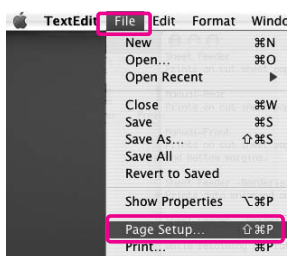 TextEdit File Edit Format Windo
New ⌘N
Open... ⌘O
Open Recent ▶
Close ⌘W
Save ⌘S
Save As... ⇧⌘S
Save All
Revert to Saved
Show Properties ⌥⌘P
Page Setup... ⇧⌘P
Print... ⌘P